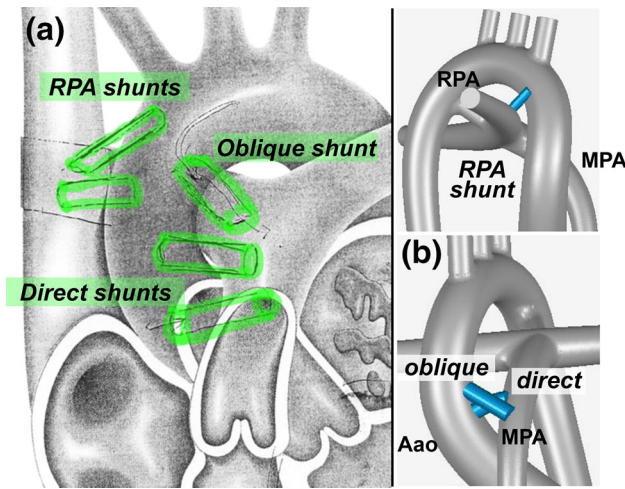 (a)
RPA shunts
Oblique shunt
Direct shunts
RPA
RPA
shunt
MPA
(b)
oblique
direct
Aao
MPA